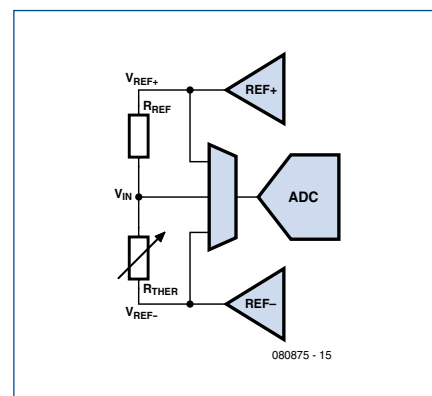 VREF+
REF+
RREF
VIN
ADC
RTHER
VREF–
REF–
080875 - 15